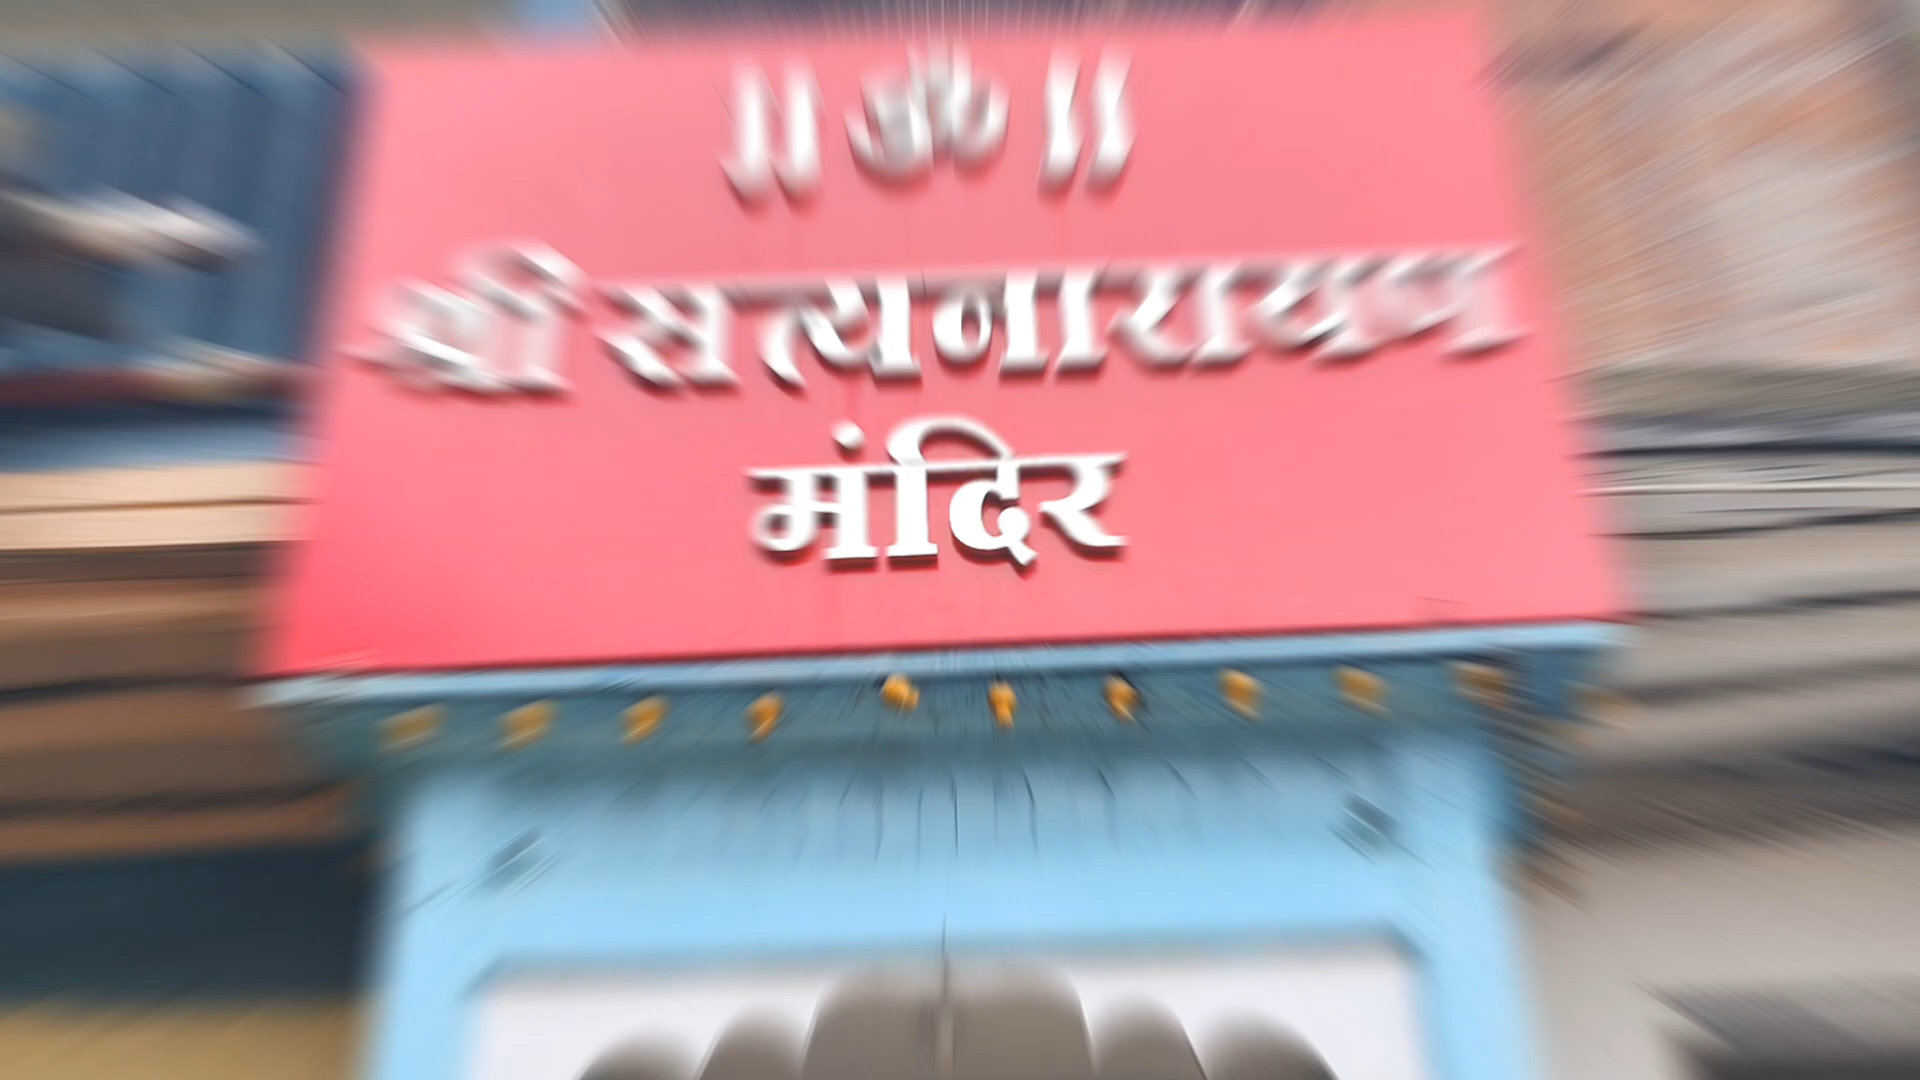 ॥ ॐ ॥
श्री सत्यनारायण
मंदिर